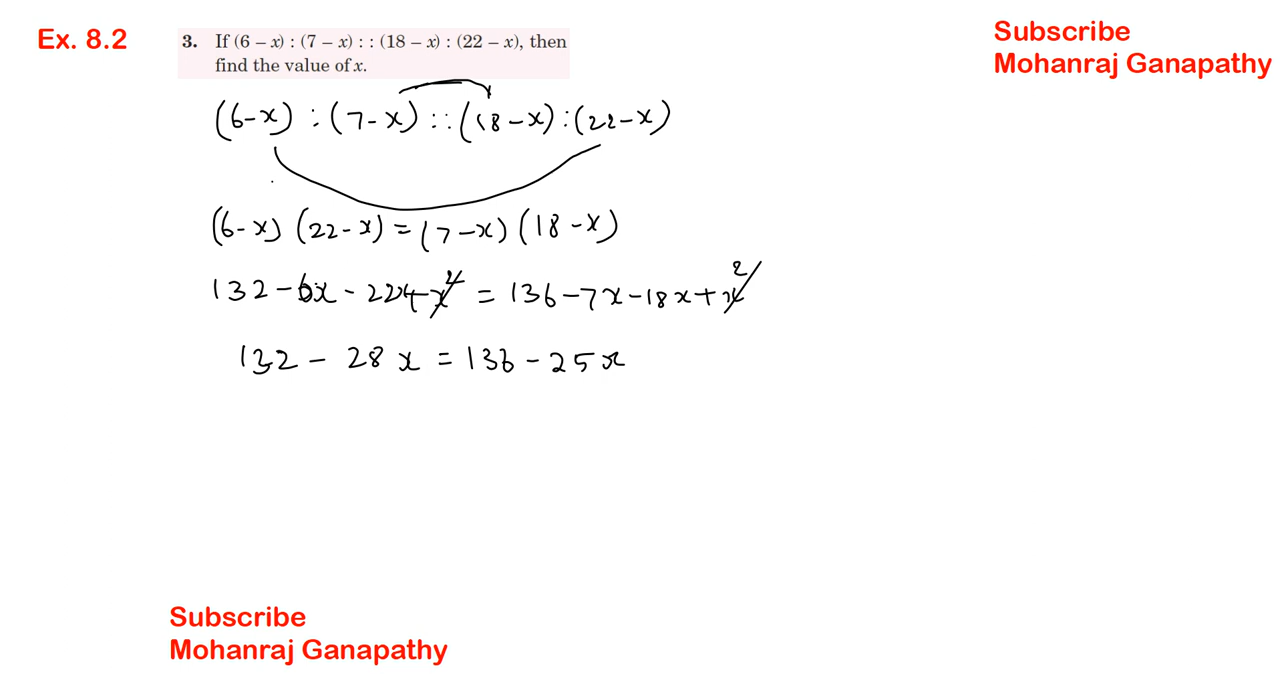 Ex. 8.2
3. If (6 – x) : (7 – x) : : (18 – x) : (22 – x), then
find the value of x.
Subscribe
Mohanraj Ganapathy
(6-x) : (7-x) :: (18-x) : (22-x)
(6-x) (22-x) = (7-x) (18-x)
132 - 6x - 22x + x² = 136 - 7x - 18x + x²
132 - 28x = 136 - 25x
Subscribe
Mohanraj Ganapathy